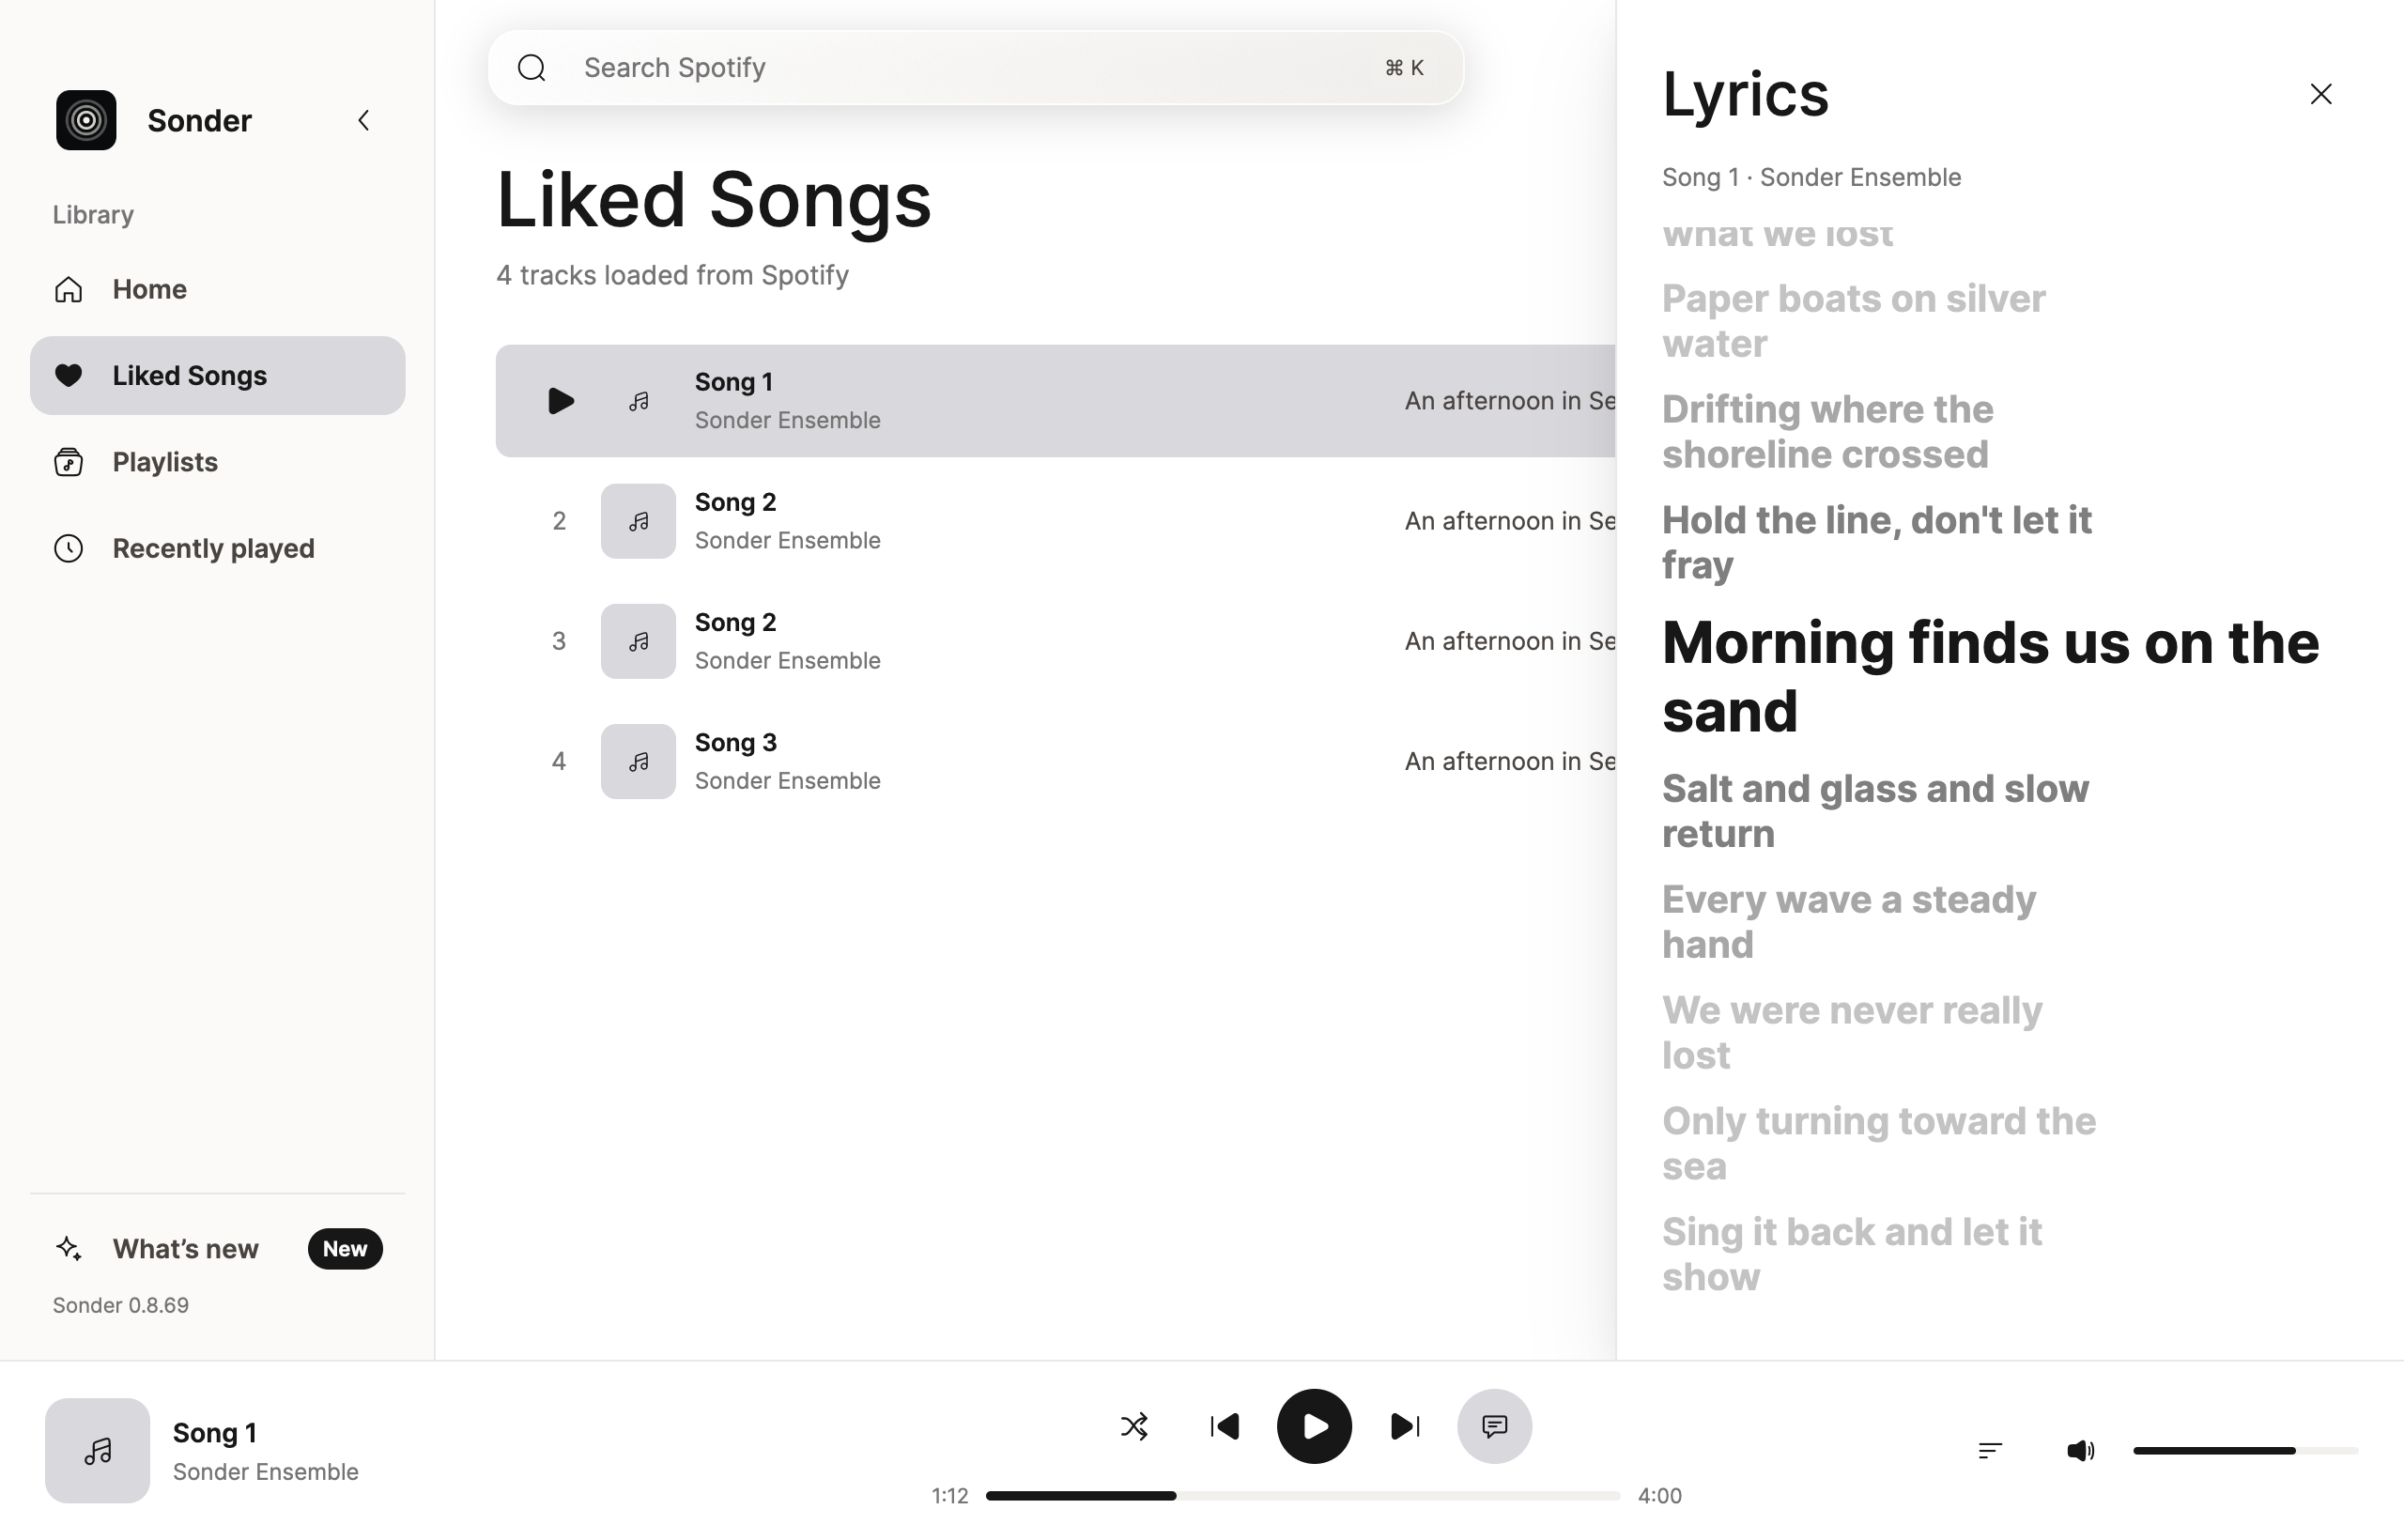 Sonder
Library
Home
Liked Songs
Playlists
Recently played
What’s new
New
Sonder 0.8.69
Search Spotify
⌘ K
Liked Songs
4 tracks loaded from Spotify
Song 1
Sonder Ensemble
An afternoon in Se
2
Song 2
Sonder Ensemble
An afternoon in Se
3
Song 2
Sonder Ensemble
An afternoon in Se
4
Song 3
Sonder Ensemble
An afternoon in Se
Lyrics
Song 1 · Sonder Ensemble
what we lost
Paper boats on silver
water
Drifting where the
shoreline crossed
Hold the line, don't let it
fray
Morning finds us on the
sand
Salt and glass and slow
return
Every wave a steady
hand
We were never really
lost
Only turning toward the
sea
Sing it back and let it
show
Song 1
Sonder Ensemble
1:12
4:00